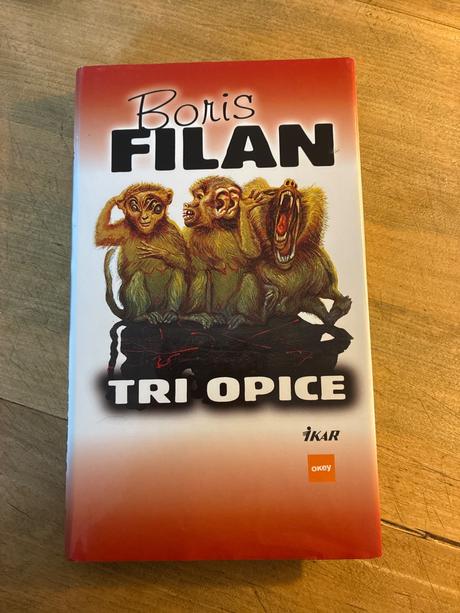 Boris
FILAN
TRI OPICE
iKAR
OKEY